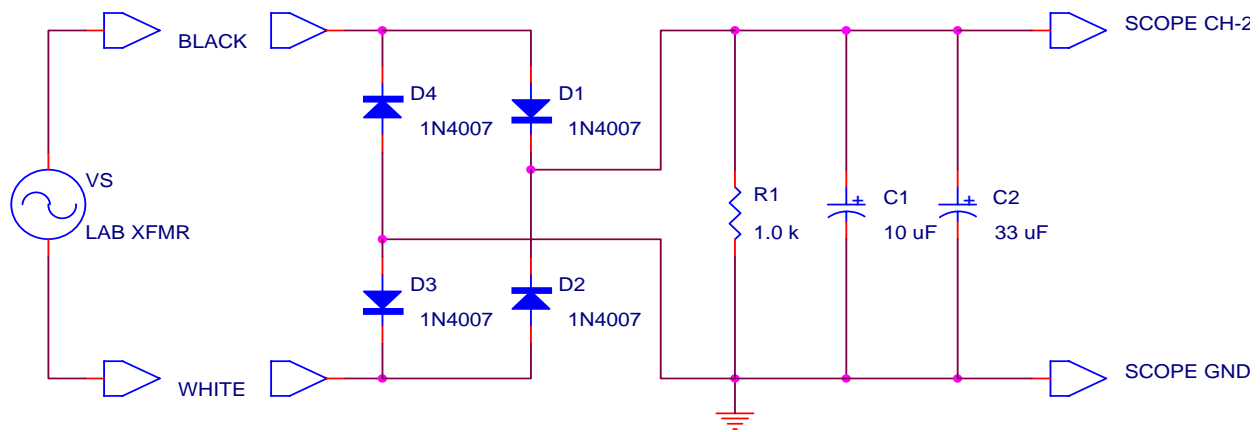 BLACK
SCOPE CH-2
D4
1N4007
D1
1N4007
VS
LAB XFMR
R1
1.0 k
C1
10 uF
C2
33 uF
D3
1N4007
D2
1N4007
WHITE
SCOPE GND